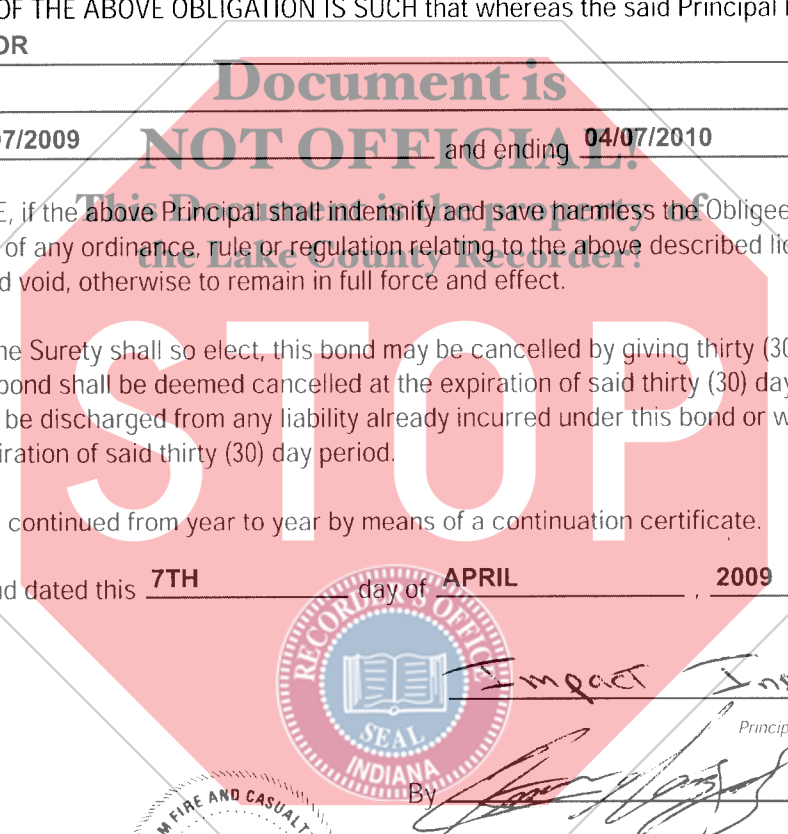 OF THE ABOVE OBLIGATION IS SUCH that whereas the said Principal
OR
Document is
7/2009 and ending 04/07/2010
NOT OFFICIAL!
E, if the above Principal shall indemnify and save harmless the Obligee
This Document is the property of
of any ordinance, rule or regulation relating to the above described lic
the Lake County Recorder!
d void, otherwise to remain in full force and effect.
he Surety shall so elect, this bond may be cancelled by giving thirty (30
bond shall be deemed cancelled at the expiration of said thirty (30) day
be discharged from any liability already incurred under this bond or w
iration of said thirty (30) day period.
STOP
continued from year to year by means of a continuation certificate.
nd dated this 7TH day of APRIL , 2009
RECORDER'S OFFICE
SEAL
INDIANA
Impact Ins
Princip
By
M FIRE AND CASUALT